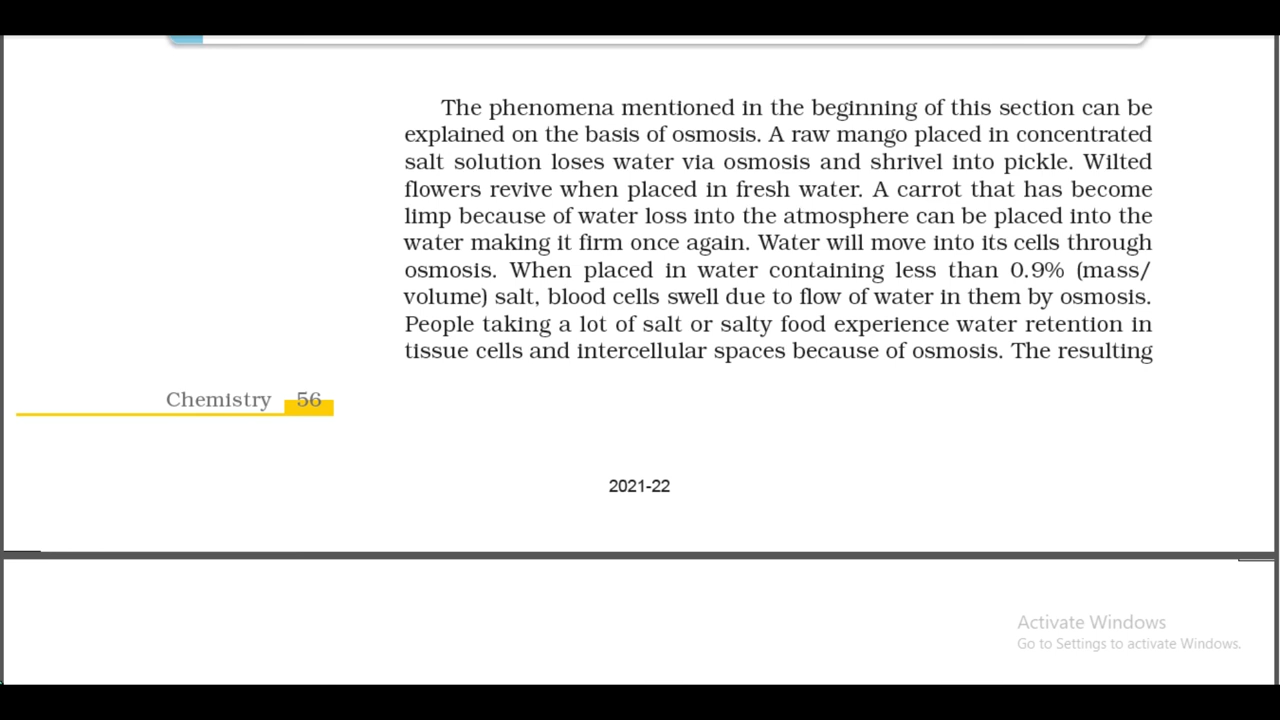 The phenomena mentioned in the beginning of this section can be
explained on the basis of osmosis. A raw mango placed in concentrated
salt solution loses water via osmosis and shrivel into pickle. Wilted
flowers revive when placed in fresh water. A carrot that has become
limp because of water loss into the atmosphere can be placed into the
water making it firm once again. Water will move into its cells through
osmosis. When placed in water containing less than 0.9% (mass/
volume) salt, blood cells swell due to flow of water in them by osmosis.
People taking a lot of salt or salty food experience water retention in
tissue cells and intercellular spaces because of osmosis. The resulting
Chemistry 56
2021-22
Activate Windows
Go to Settings to activate Windows.